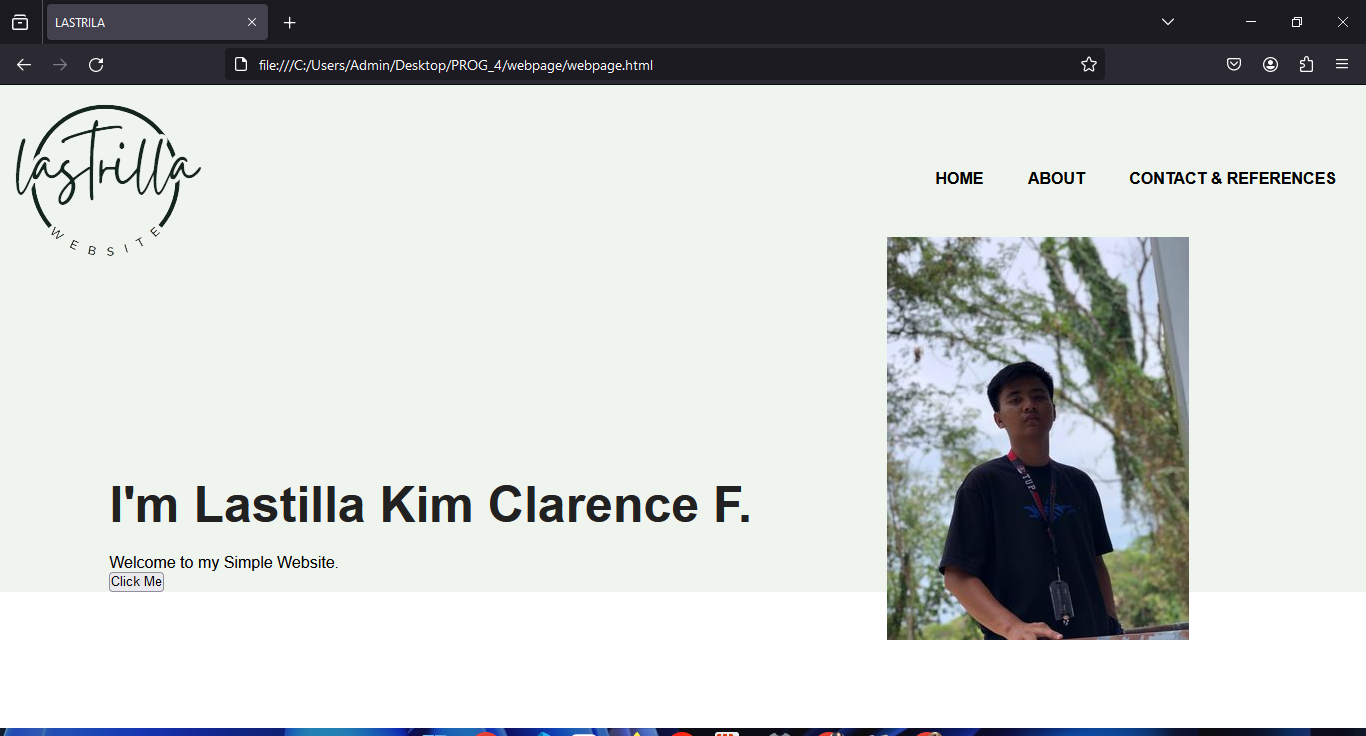 LASTRILA
file:///C:/Users/Admin/Desktop/PROG_4/webpage/webpage.html
lastrilla
WEBSITE
HOME ABOUT CONTACT & REFERENCES
I'm Lastilla Kim Clarence F.
Welcome to my Simple Website.
Click Me
TUP